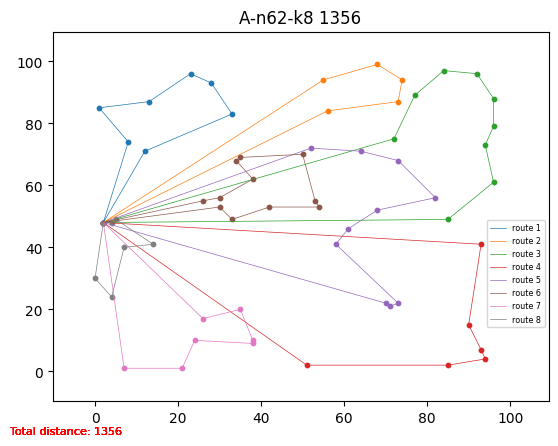 A-n62-k8 1356
100
80
60
40
20
0
0 20 40 60 80 100
route 1
route 2
route 3
route 4
route 5
route 6
route 7
route 8
Total distance: 1356